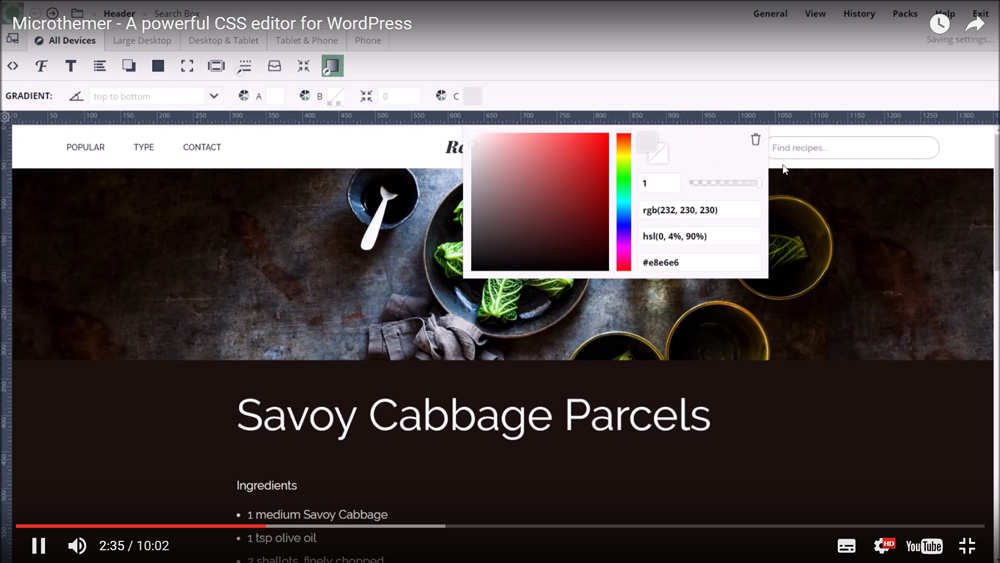 Microthemer - A powerful CSS editor for WordPress
Header Search Box
General View History Packs Help Exit
All Devices Large Desktop Desktop & Tablet Tablet & Phone Phone
Saving settings...
GRADIENT: top to bottom A B 0 C
0 50 100 150 200 250 300 350 400 450 500 550 600 650 700 750 800 850 900 950 1000 1050 1100 1150 1200 1250 1300
POPULAR TYPE CONTACT
Find recipes...
1
rgb(232, 230, 230)
hsl(0, 4%, 90%)
#e8e6e6
Savoy Cabbage Parcels
Ingredients
• 1 medium Savoy Cabbage
• 1 tsp olive oil
2 shallots, finely chopped
2:35 / 10:02
HD
YouTube